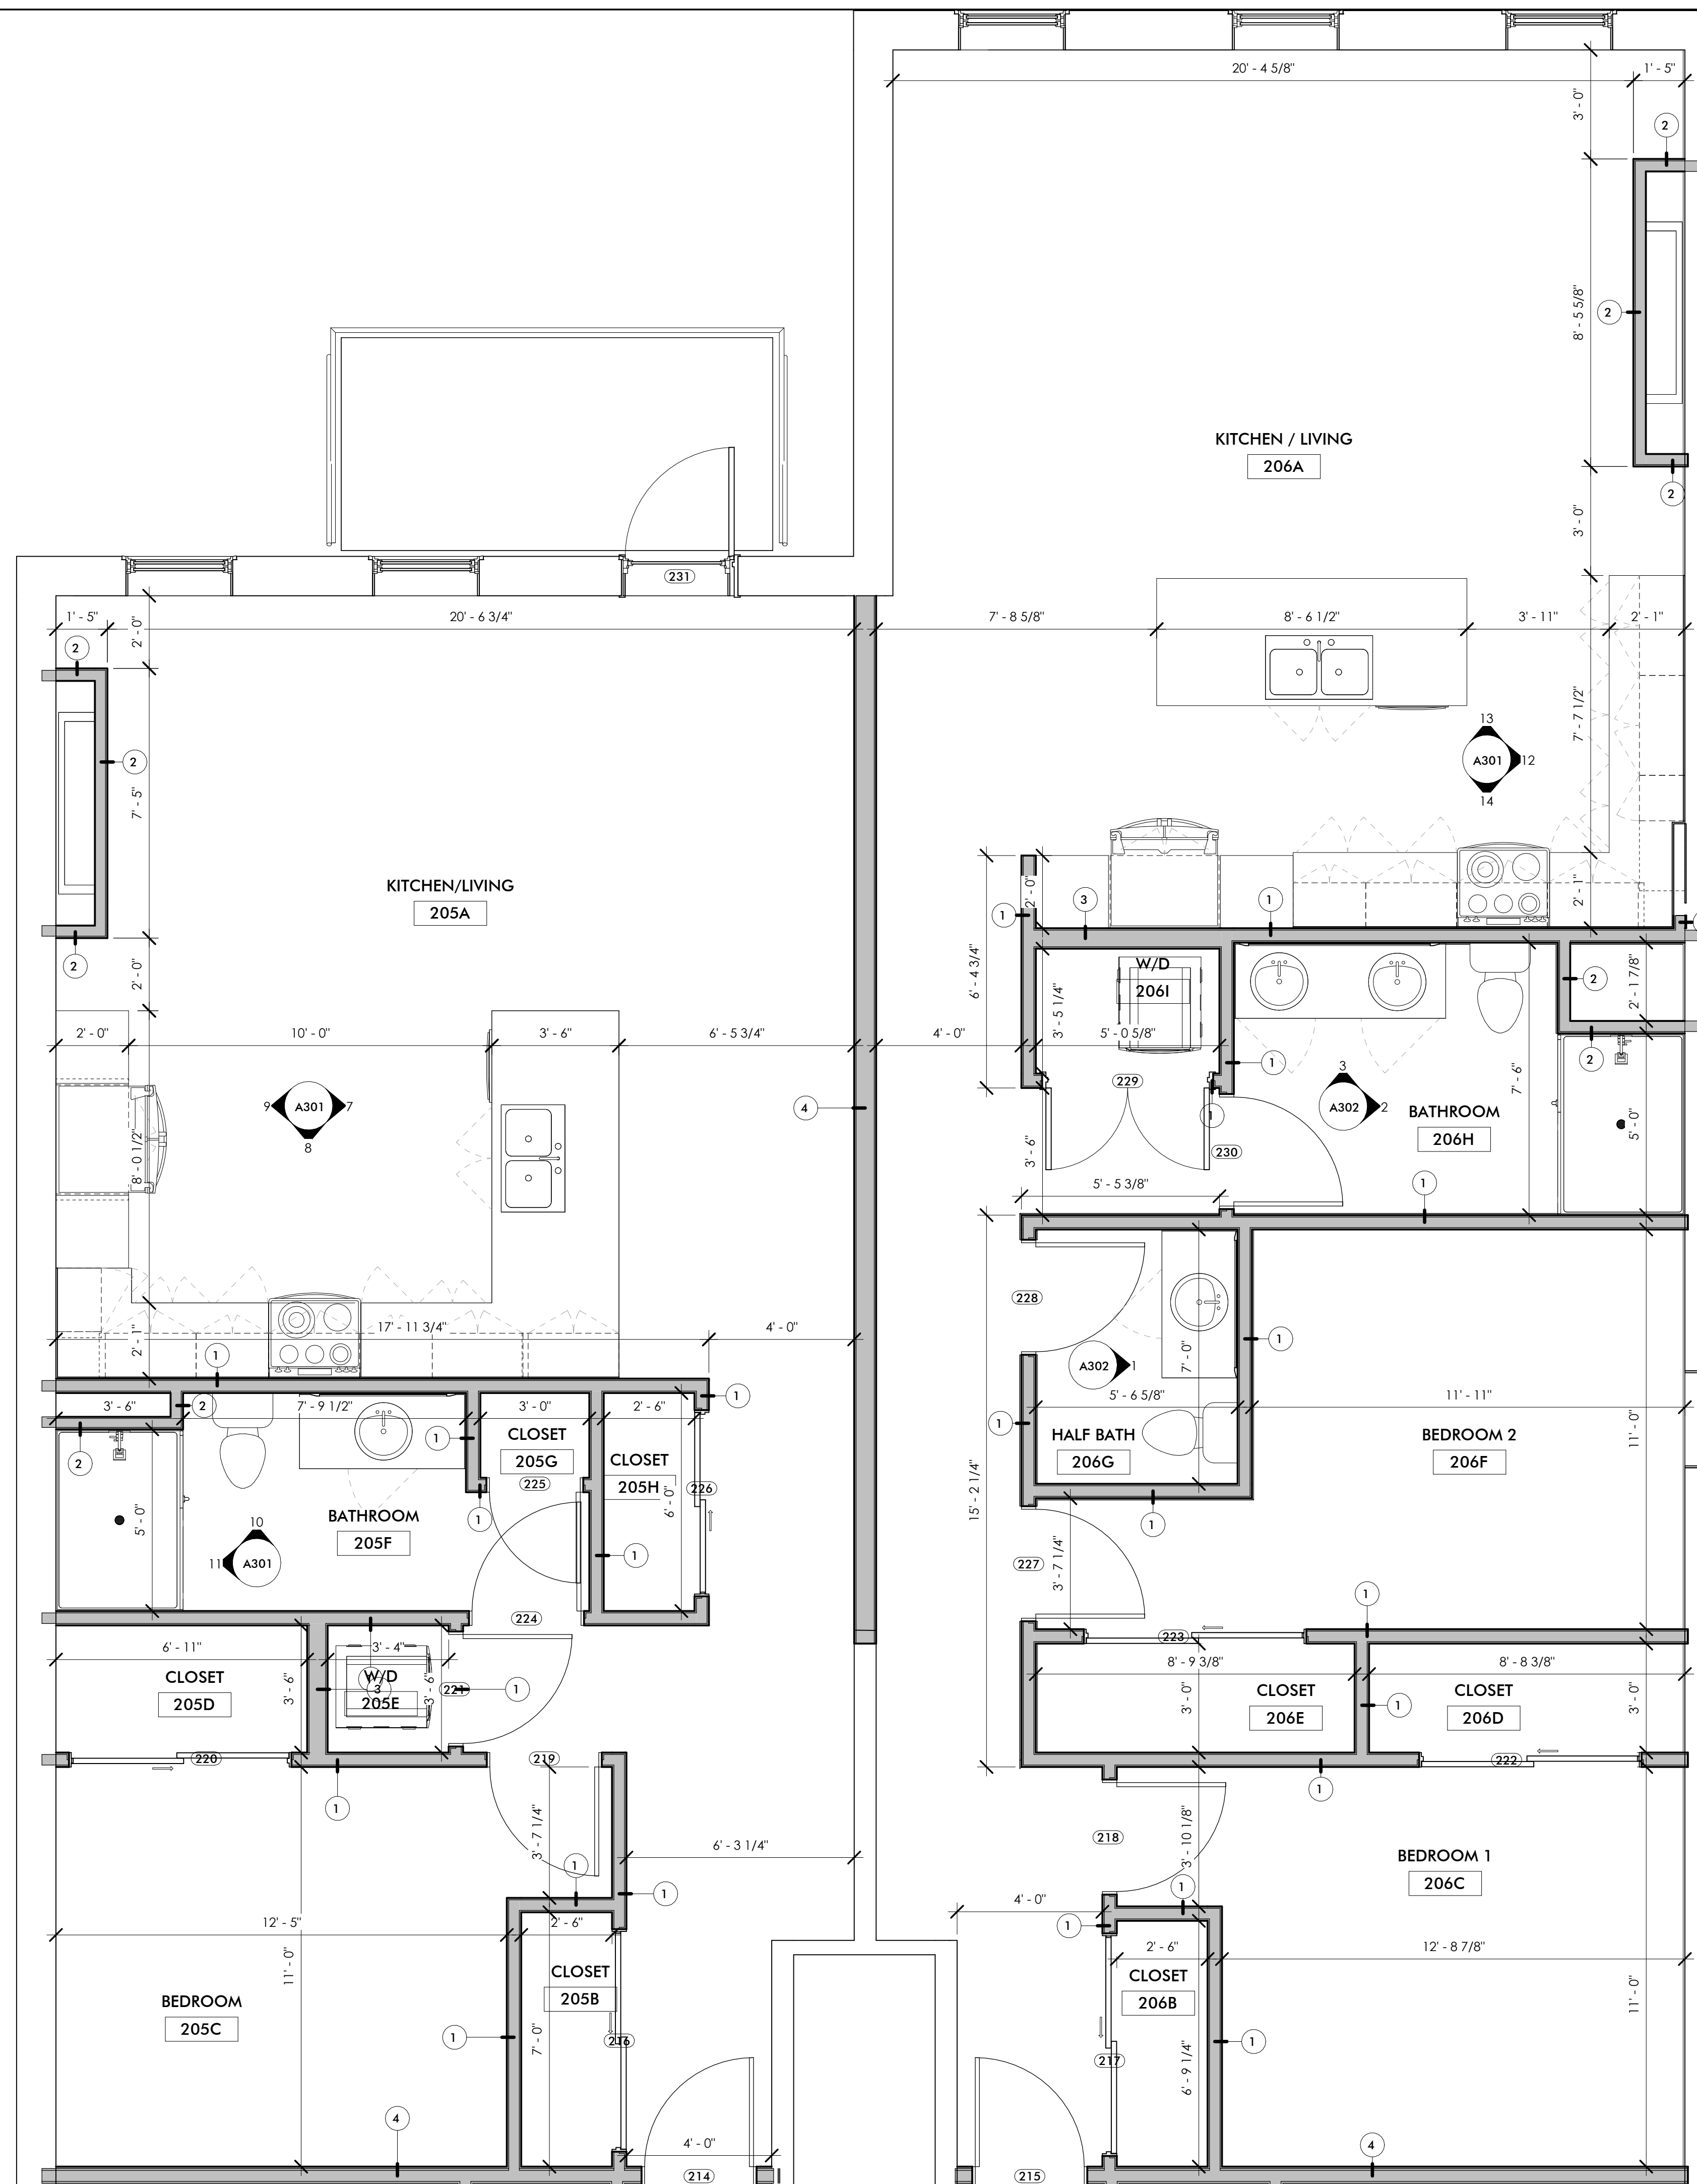 20' - 4 5/8"
1' - 5"
3' - 0"
2
8' - 5 5/8"
2
KITCHEN / LIVING
206A
2
3' - 0"
231
1' - 5"
20' - 6 3/4"
2' - 0"
7' - 8 5/8"
8' - 6 1/2"
3' - 11"
2' - 1"
2
2
7' - 5"
7' - 7 1/2"
13
A301
12
14
KITCHEN/LIVING
205A
2' - 0"
2' - 1"
3
1
1
2
2' - 0"
6' - 4 3/4"
W/D
206I
2
2' - 1 7/8"
3' - 5 1/4"
2' - 0"
10' - 0"
3' - 6"
6' - 5 3/4"
4' - 0"
5' - 0 5/8"
2
1
7' - 6"
229
3
A302
2
9
A301
7
8
4
1
BATHROOM
206H
5' - 0"
8' - 0 1/2"
3' - 6"
230
5' - 5 3/8"
1
228
17' - 11 3/4"
4' - 0"
2' - 1"
1
1
A302
1
7' - 0"
1
2
3' - 6"
7' - 9 1/2"
3' - 0"
2' - 6"
5' - 6 5/8"
11' - 11"
1
1
11' - 0"
CLOSET
205G
225
CLOSET
205H
226
6' - 0"
HALF BATH
206G
BEDROOM 2
206F
2
15' - 2 1/4"
BATHROOM
205F
1
5' - 0"
1
10
11
A301
1
227
3' - 7 1/4"
1
224
223
6' - 11"
3' - 4"
8' - 9 3/8"
8' - 8 3/8"
CLOSET
205D
3' - 6"
W/D
205E
3
3' - 6"
221
1
CLOSET
206E
3' - 0"
1
CLOSET
206D
3' - 0"
220
219
222
1
1
3' - 7 1/4"
6' - 3 1/4"
218
3' - 10 1/8"
BEDROOM 1
206C
1
1
1
4' - 0"
1
12' - 5"
2' - 6"
2' - 6"
12' - 8 7/8"
11' - 0"
CLOSET
205B
CLOSET
206B
11' - 0"
BEDROOM
205C
1
7' - 0"
216
217
6' - 9 1/4"
1
4
4' - 0"
4
214
215